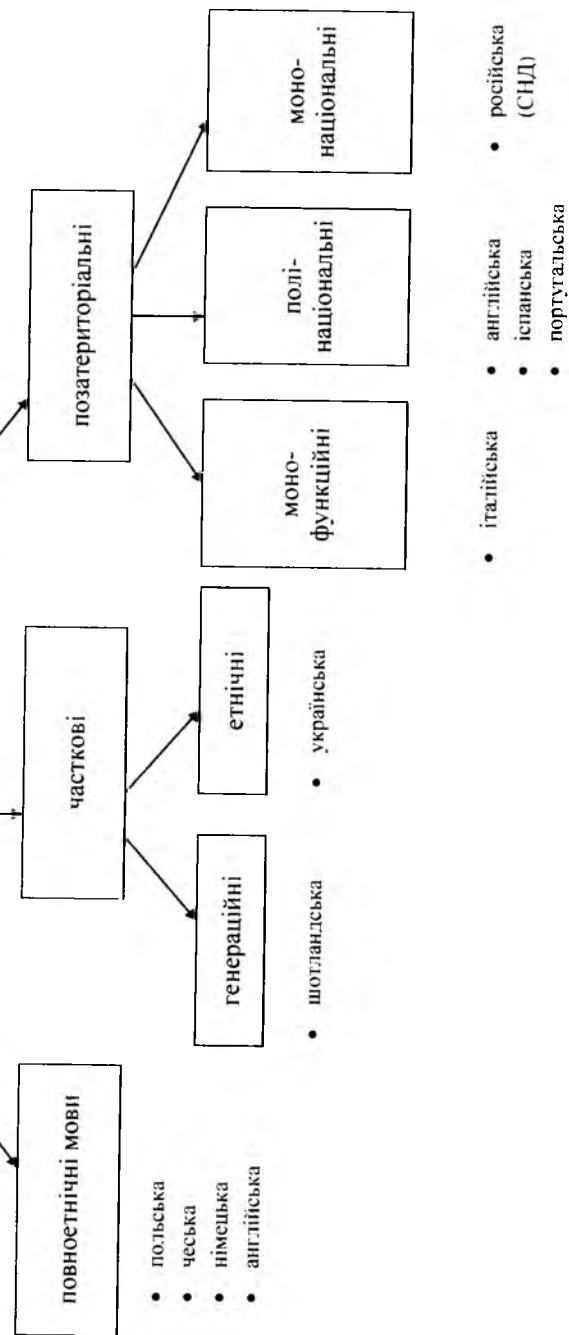 повноетнічні мови
• польська
• чеська
• німецька
• англійська
часткові
генераційні
• шотландська
етнічні
• українська
позатериторіальні
моно-
функційні
• італійська
полі-
національні
• англійська
• іспанська
• португальська
моно-
національні
• російська
(СНД)